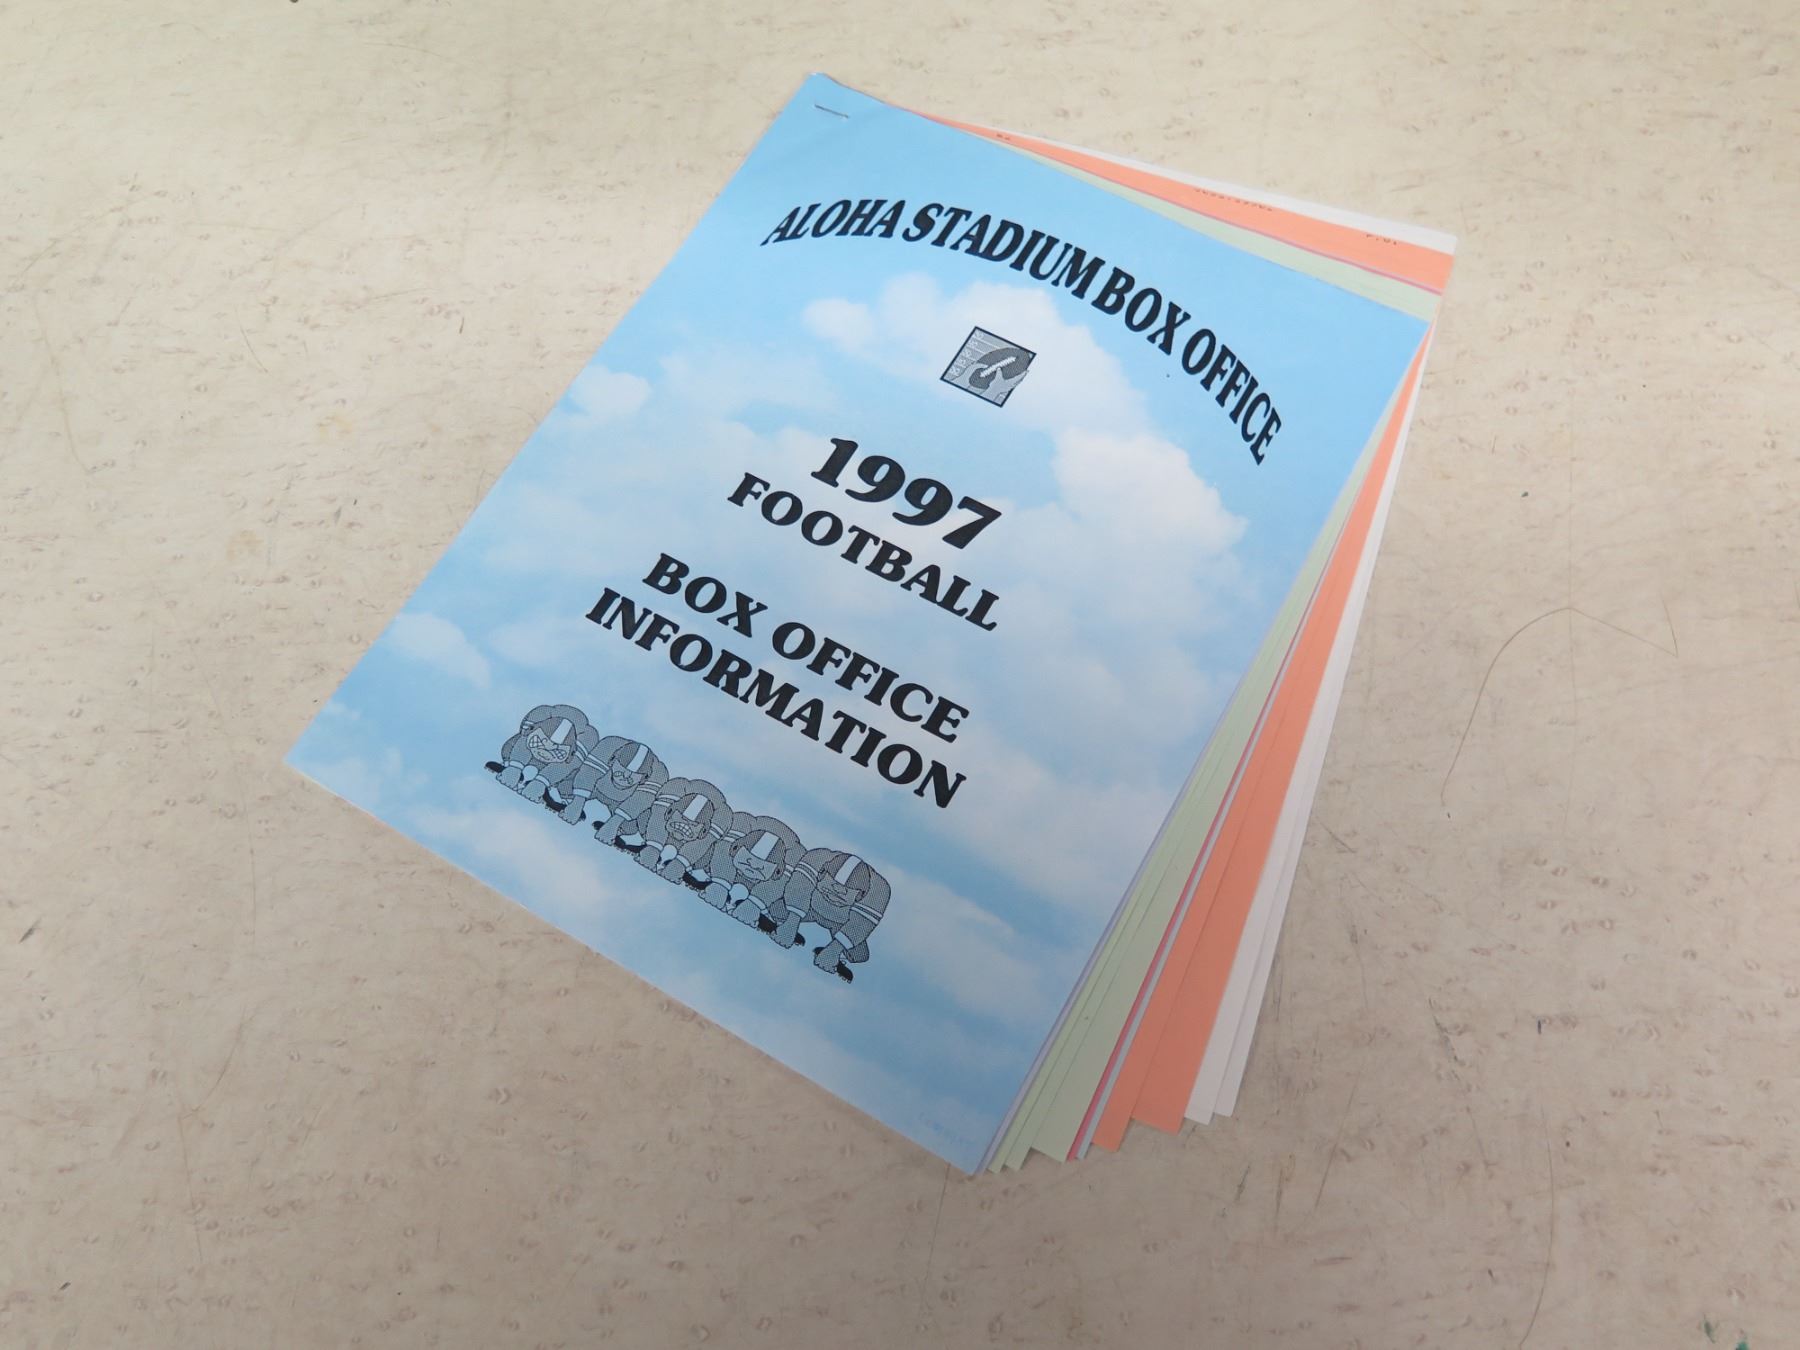 ALOHA STADIUM BOX OFFICE
1997
FOOTBALL
BOX OFFICE
INFORMATION